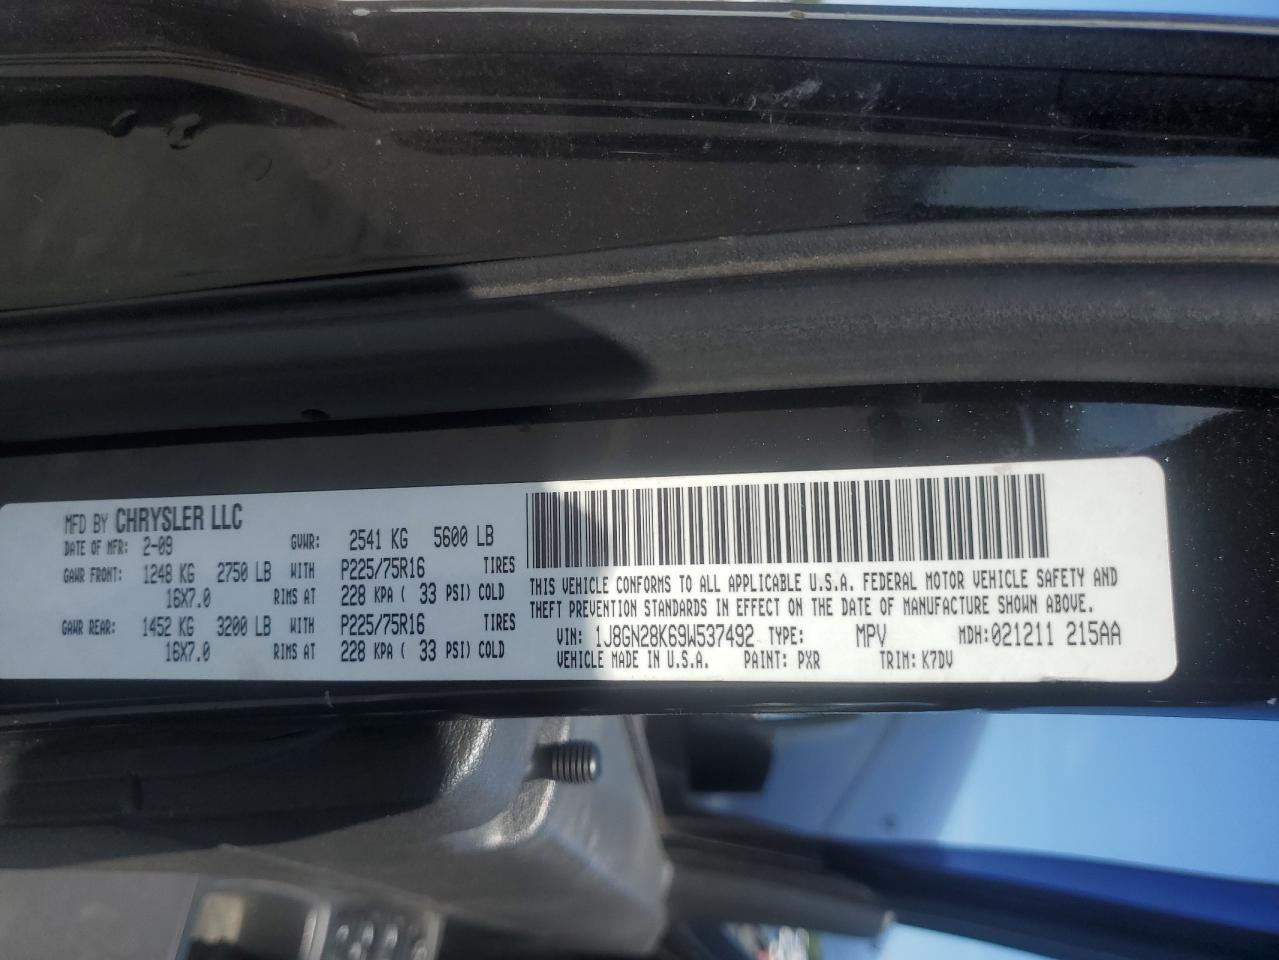 MFD BY CHRYSLER LLC
DATE OF MFR: 2-09 GVWR: 2541 KG 5600 LB
GAWR FRONT: 1248 KG 2750 LB WITH P225/75R16 TIRES
16X7.0 RIMS AT 228 KPA ( 33 PSI) COLD
GAWR REAR: 1452 KG 3200 LB WITH P225/75R16 TIRES
16X7.0 RIMS AT 228 KPA ( 33 PSI) COLD
THIS VEHICLE CONFORMS TO ALL APPLICABLE U.S.A. FEDERAL MOTOR VEHICLE SAFETY AND
THEFT PREVENTION STANDARDS IN EFFECT ON THE DATE OF MANUFACTURE SHOWN ABOVE.
VIN: 1J8GN28K69W537492 TYPE: MPV MDH: 021211 215AA
VEHICLE MADE IN U.S.A. PAINT: PXR TRIM: K7DV